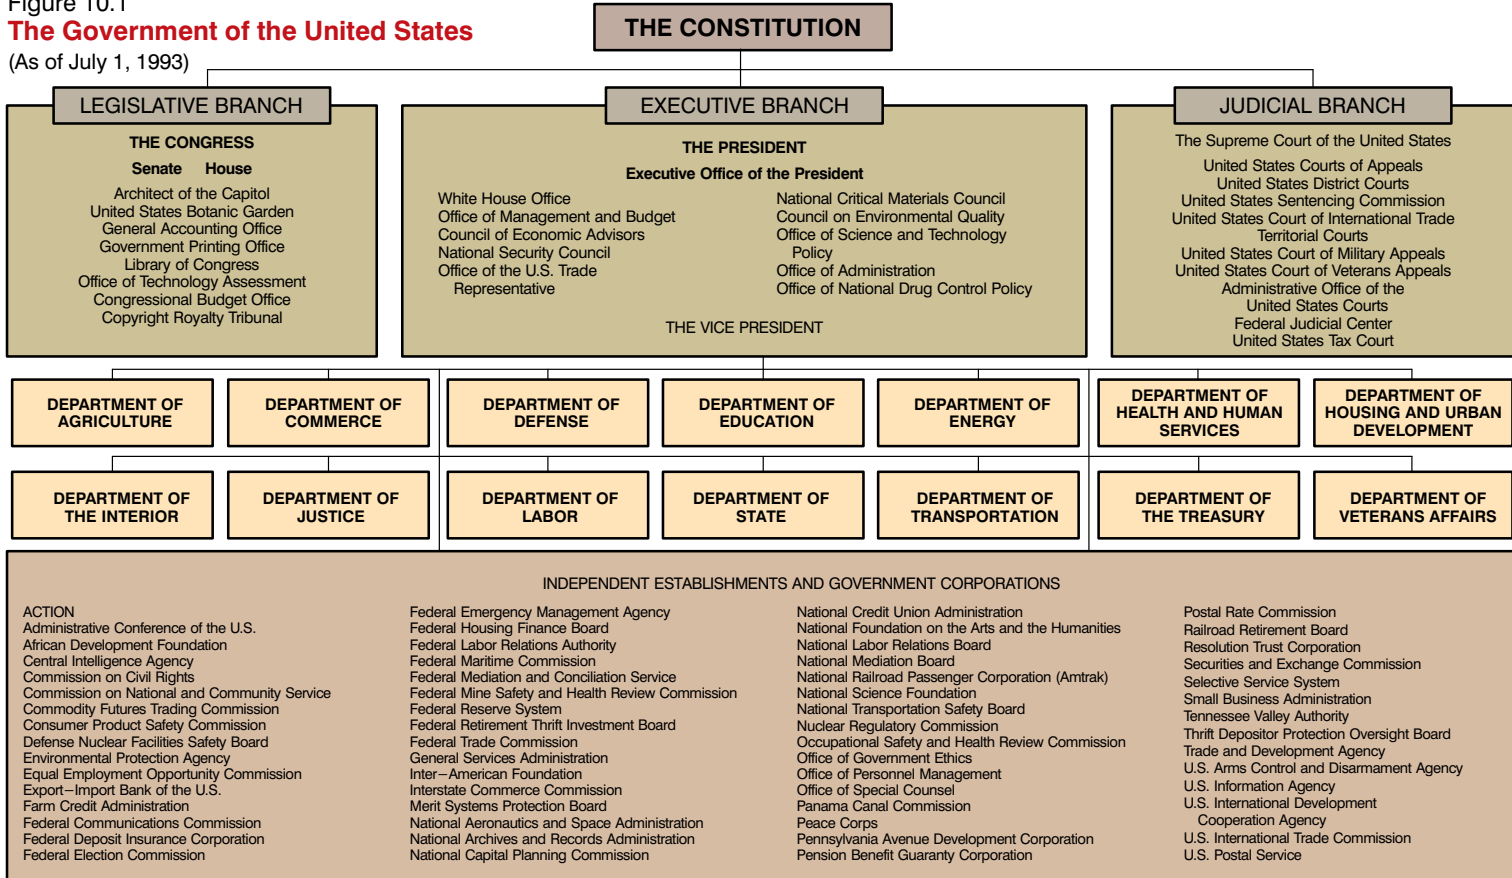 Figure 10.1
The Government of the United States
(As of July 1, 1993)
THE CONSTITUTION
LEGISLATIVE BRANCH
THE CONGRESS
Senate House
Architect of the Capitol
United States Botanic Garden
General Accounting Office
Government Printing Office
Library of Congress
Office of Technology Assessment
Congressional Budget Office
Copyright Royalty Tribunal
EXECUTIVE BRANCH
THE PRESIDENT
Executive Office of the President
White House Office
Office of Management and Budget
Council of Economic Advisors
National Security Council
Office of the U.S. Trade
Representative
National Critical Materials Council
Council on Environmental Quality
Office of Science and Technology
Policy
Office of Administration
Office of National Drug Control Policy
THE VICE PRESIDENT
JUDICIAL BRANCH
The Supreme Court of the United States
United States Courts of Appeals
United States District Courts
United States Sentencing Commission
United States Court of International Trade
Territorial Courts
United States Court of Military Appeals
United States Court of Veterans Appeals
Administrative Office of the
United States Courts
Federal Judicial Center
United States Tax Court
DEPARTMENT OF
AGRICULTURE
DEPARTMENT OF
COMMERCE
DEPARTMENT OF
DEFENSE
DEPARTMENT OF
EDUCATION
DEPARTMENT OF
ENERGY
DEPARTMENT OF
HEALTH AND HUMAN
SERVICES
DEPARTMENT OF
HOUSING AND URBAN
DEVELOPMENT
DEPARTMENT OF
THE INTERIOR
DEPARTMENT OF
JUSTICE
DEPARTMENT OF
LABOR
DEPARTMENT OF
STATE
DEPARTMENT OF
TRANSPORTATION
DEPARTMENT OF
THE TREASURY
DEPARTMENT OF
VETERANS AFFAIRS
INDEPENDENT ESTABLISHMENTS AND GOVERNMENT CORPORATIONS
ACTION
Administrative Conference of the U.S.
African Development Foundation
Central Intelligence Agency
Commission on Civil Rights
Commission on National and Community Service
Commodity Futures Trading Commission
Consumer Product Safety Commission
Defense Nuclear Facilities Safety Board
Environmental Protection Agency
Equal Employment Opportunity Commission
Export–Import Bank of the U.S.
Farm Credit Administration
Federal Communications Commission
Federal Deposit Insurance Corporation
Federal Election Commission
Federal Emergency Management Agency
Federal Housing Finance Board
Federal Labor Relations Authority
Federal Maritime Commission
Federal Mediation and Conciliation Service
Federal Mine Safety and Health Review Commission
Federal Reserve System
Federal Retirement Thrift Investment Board
Federal Trade Commission
General Services Administration
Inter–American Foundation
Interstate Commerce Commission
Merit Systems Protection Board
National Aeronautics and Space Administration
National Archives and Records Administration
National Capital Planning Commission
National Credit Union Administration
National Foundation on the Arts and the Humanities
National Labor Relations Board
National Mediation Board
National Railroad Passenger Corporation (Amtrak)
National Science Foundation
National Transportation Safety Board
Nuclear Regulatory Commission
Occupational Safety and Health Review Commission
Office of Government Ethics
Office of Personnel Management
Office of Special Counsel
Panama Canal Commission
Peace Corps
Pennsylvania Avenue Development Corporation
Pension Benefit Guaranty Corporation
Postal Rate Commission
Railroad Retirement Board
Resolution Trust Corporation
Securities and Exchange Commission
Selective Service System
Small Business Administration
Tennessee Valley Authority
Thrift Depositor Protection Oversight Board
Trade and Development Agency
U.S. Arms Control and Disarmament Agency
U.S. Information Agency
U.S. International Development
Cooperation Agency
U.S. International Trade Commission
U.S. Postal Service